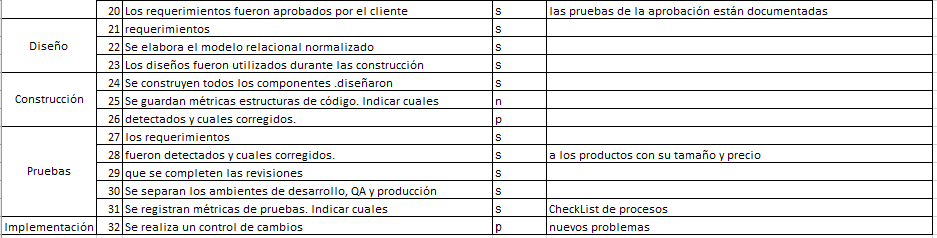 20 Los requerimientos fueron aprobados por el cliente s las pruebas de la aprobación están documentadas
Diseño
21 requerimientos s
22 Se elabora el modelo relacional normalizado s
23 Los diseños fueron utilizados durante las construcción s
Construcción
24 Se construyen todos los componentes .diseñaron s
25 Se guardan métricas estructuras de código. Indicar cuales n
26 detectados y cuales corregidos. p
Pruebas
27 los requerimientos s
28 fueron detectados y cuales corregidos. s a los productos con su tamaño y precio
29 que se completen las revisiones s
30 Se separan los ambientes de desarrollo, QA y producción s
31 Se registran métricas de pruebas. Indicar cuales s CheckList de procesos
Implementación 32 Se realiza un control de cambios p nuevos problemas